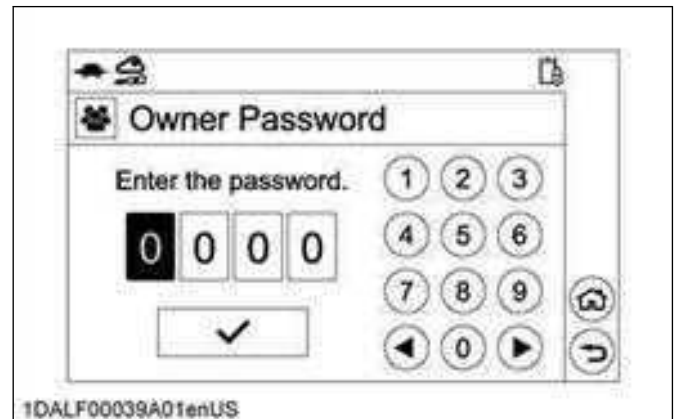 Owner Password
Enter the password.
1 2 3
0 0 0 0
4 5 6
7 8 9
0
1DALF00039A01enUS